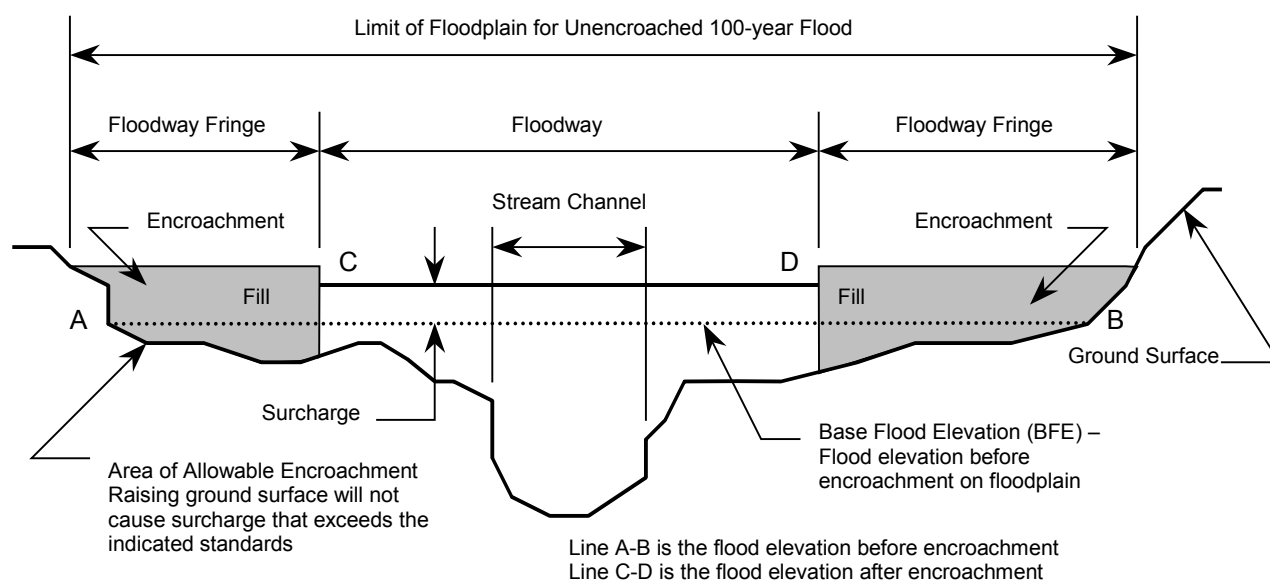 Limit of Floodplain for Unencroached 100-year Flood
Floodway Fringe
Floodway
Floodway Fringe
Stream Channel
Encroachment
Encroachment
C
D
Fill
Fill
A
B
Ground Surface
Surcharge
Base Flood Elevation (BFE) –
Flood elevation before
encroachment on floodplain
Area of Allowable Encroachment
Raising ground surface will not
cause surcharge that exceeds the
indicated standards
Line A-B is the flood elevation before encroachment
Line C-D is the flood elevation after encroachment